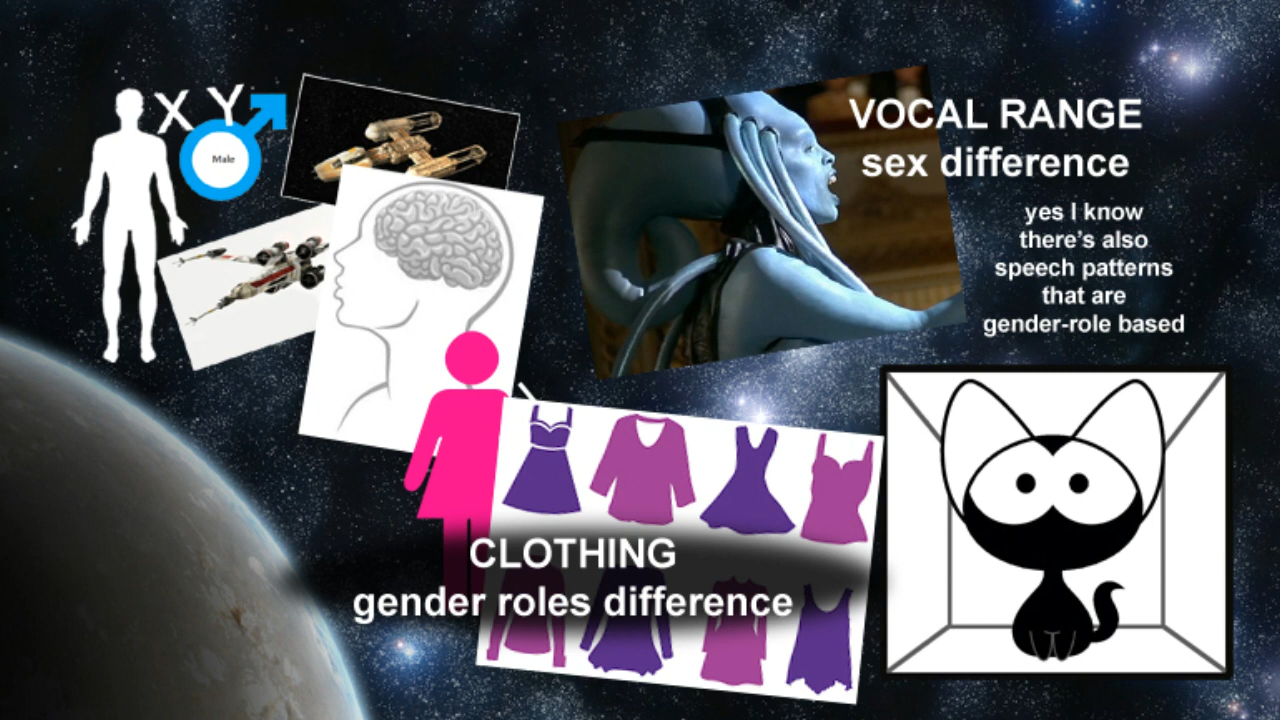 X Y
Male
VOCAL RANGE
sex difference
yes I know
there's also
speech patterns
that are
gender-role based
CLOTHING
gender roles difference